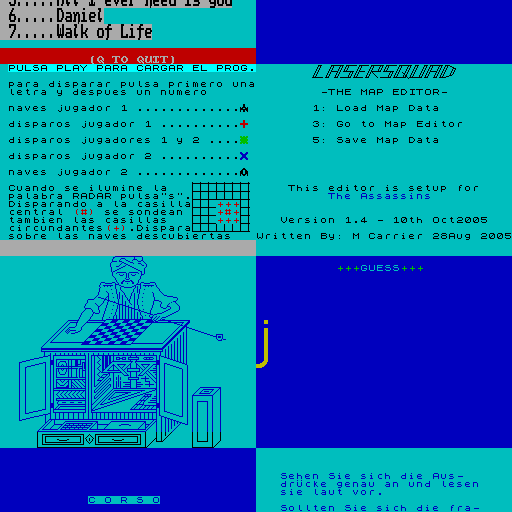 5.....All I ever need is you
6.....Daniel
7.....Walk of Life
(Q TO QUIT)
PULSA PLAY PARA CARGAR EL PROG.
para disparar pulsa primero una
letra y despues un numero
naves jugador 1 .............
disparos jugador 1 ..........+
disparos jugadores 1 y 2 ....
disparos jugador 2 ..........x
naves jugador 2 .............
Cuando se ilumine la
palabra RADAR pulsa"s".
Disparando a la casilla
central (#) se sondean
tambien las casillas
circundantes(+).Dispara
sobre las naves descubiertas
+++
+#+
+++
LASERSQUAD
-THE MAP EDITOR-
1: Load Map Data
3: Go to Map Editor
5: Save Map Data
This editor is setup for
The Assassins
Version 1.4 - 10th Oct2005
Written By: M Carrier 28Aug 2005
CORSO
+++GUESS+++
j
Sehen Sie sich die Aus-
drücke genau an und lesen
sie laut vor.
Sollten Sie sich die fra-